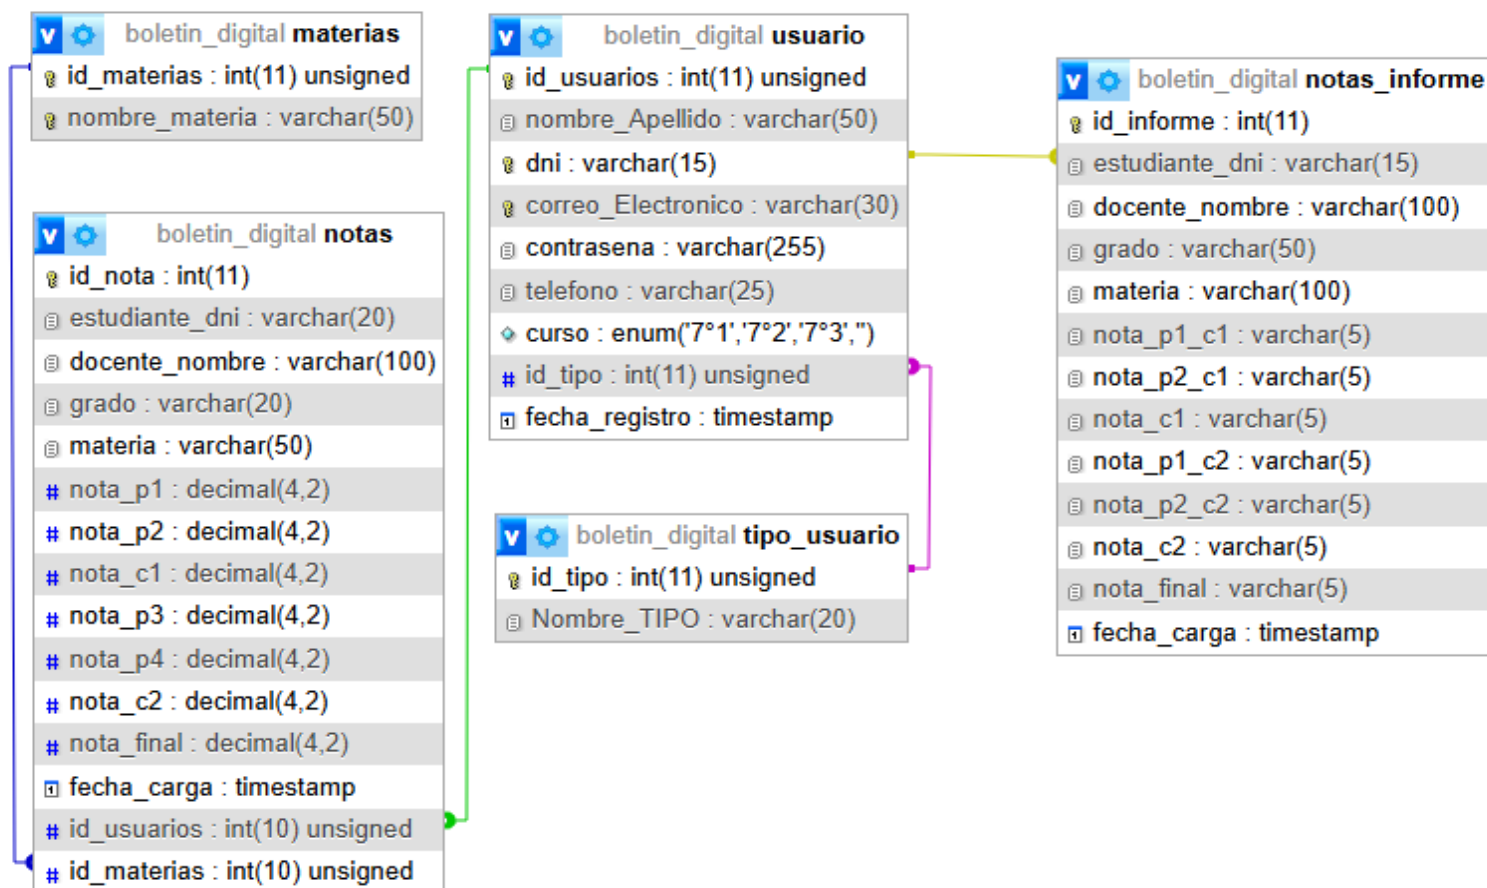 boletin_digital materias
id_materias : int(11) unsigned
nombre_materia : varchar(50)
boletin_digital notas
id_nota : int(11)
estudiante_dni : varchar(20)
docente_nombre : varchar(100)
grado : varchar(20)
materia : varchar(50)
nota_p1 : decimal(4,2)
nota_p2 : decimal(4,2)
nota_c1 : decimal(4,2)
nota_p3 : decimal(4,2)
nota_p4 : decimal(4,2)
nota_c2 : decimal(4,2)
nota_final : decimal(4,2)
fecha_carga : timestamp
id_usuarios : int(10) unsigned
id_materias : int(10) unsigned
boletin_digital usuario
id_usuarios : int(11) unsigned
nombre_Apellido : varchar(50)
dni : varchar(15)
correo_Electronico : varchar(30)
contrasena : varchar(255)
telefono : varchar(25)
curso : enum('7°1','7°2','7°3','')
id_tipo : int(11) unsigned
fecha_registro : timestamp
boletin_digital tipo_usuario
id_tipo : int(11) unsigned
Nombre_TIPO : varchar(20)
boletin_digital notas_informe
id_informe : int(11)
estudiante_dni : varchar(15)
docente_nombre : varchar(100)
grado : varchar(50)
materia : varchar(100)
nota_p1_c1 : varchar(5)
nota_p2_c1 : varchar(5)
nota_c1 : varchar(5)
nota_p1_c2 : varchar(5)
nota_p2_c2 : varchar(5)
nota_c2 : varchar(5)
nota_final : varchar(5)
fecha_carga : timestamp